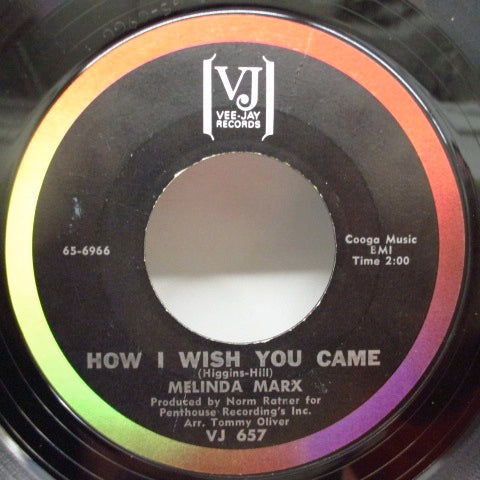 VJ
VEE-JAY
RECORDS
65-6966
Cooga Music
BMI
Time 2:00
HOW I WISH YOU CAME
(Higgins-Hill)
MELINDA MARX
Produced by Norm Ratner for
Penthouse Recording's Inc.
Arr. Tommy Oliver
VJ 657